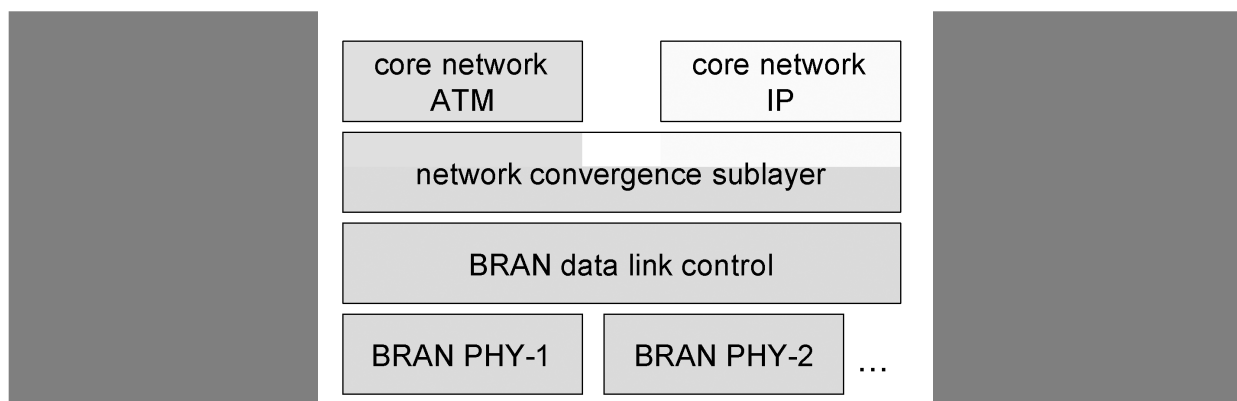 core network
ATM
core network
IP
network convergence sublayer
BRAN data link control
BRAN PHY-1
BRAN PHY-2
...